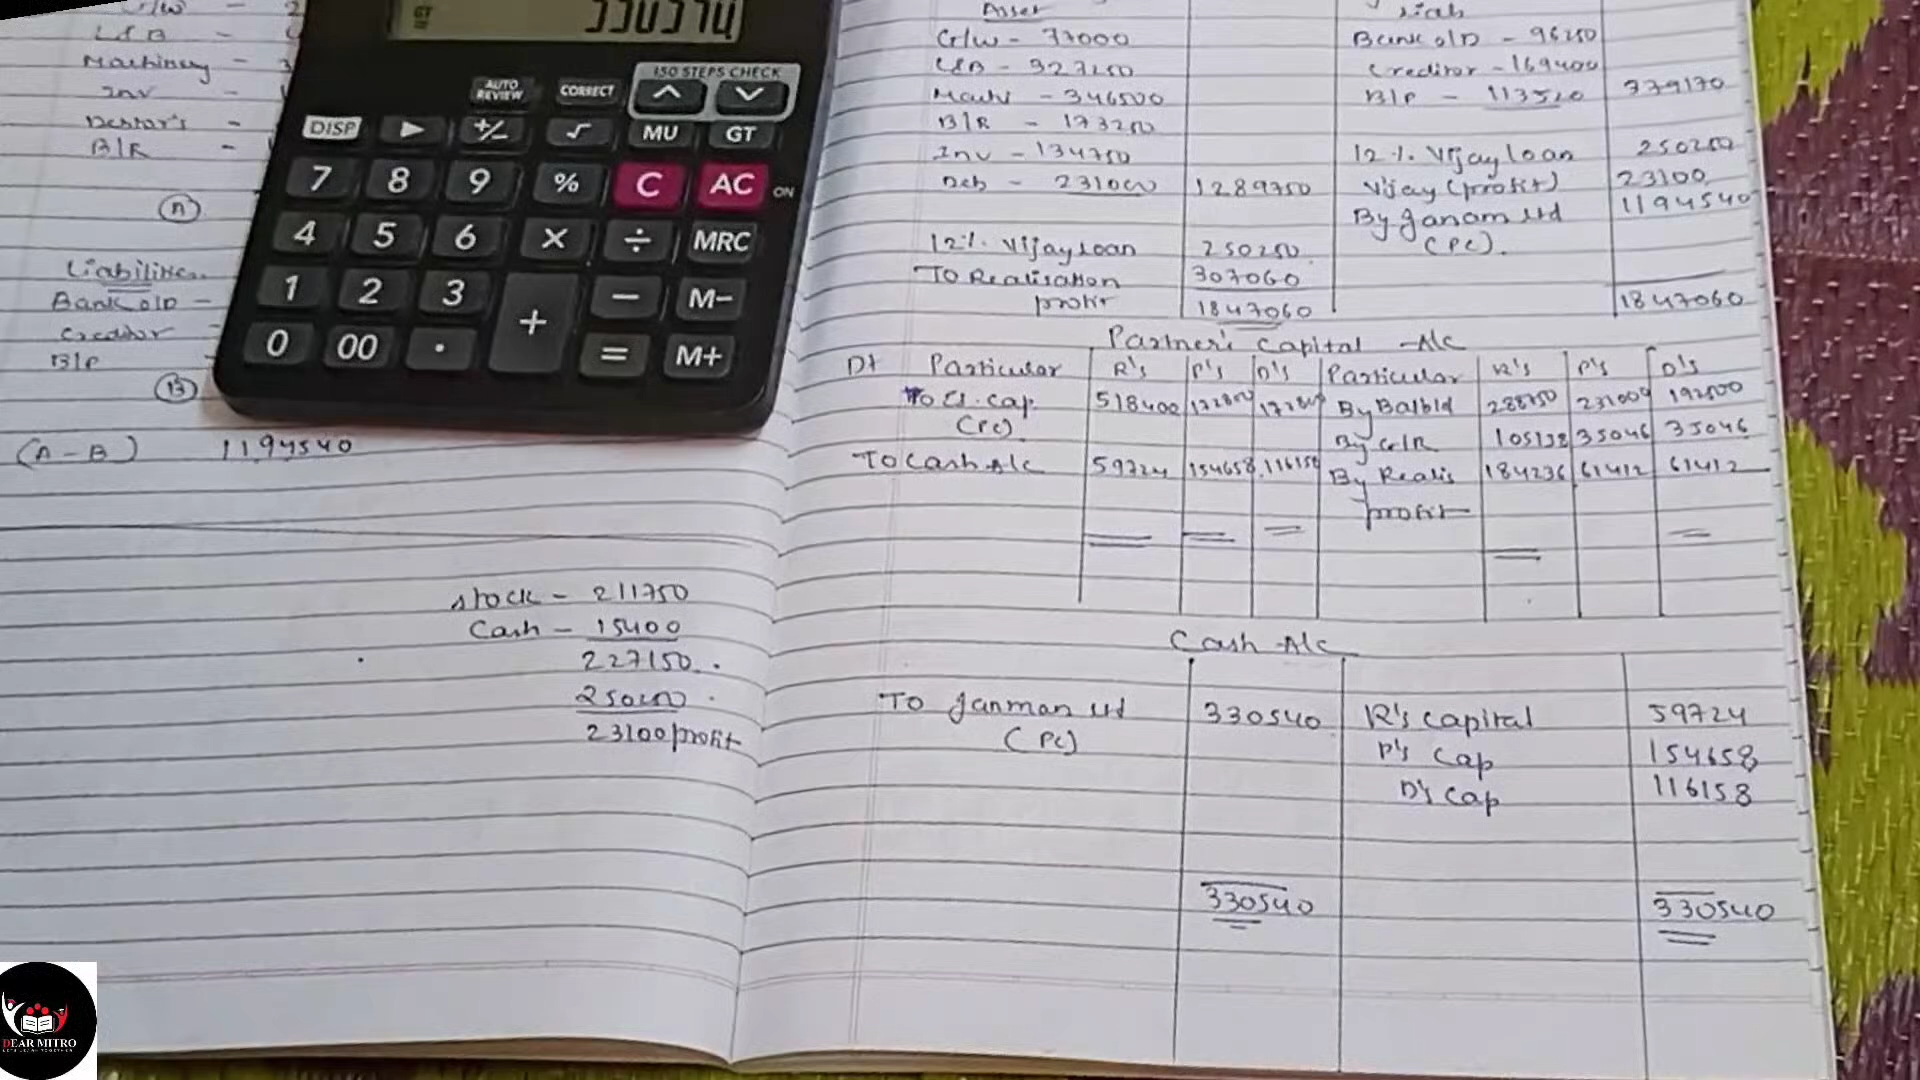 L&B -
Machinery -
Inv -
B/R -
(A)
Liabilities
Bank O/D -
Creditor
B/P
(B)
(A - B) 1194540
Stock - 211750
Cash - 15400
227150
23100 profit
GT
150 STEPS CHECK
AUTO REVIEW
CORRECT
DISP
MU GT
7 8 9 % C AC ON
4 5 6 × ÷ MRC
1 2 3 + − M−
0 00 · = M+
Asset
G/W - 77000
L&B - 327250
Machi - 346500
B/R - 173250
Inv - 134750
Deb - 231000 1289750
12% Vijay loan 250250
To Realisation profit 307060
1847060
Bank O/D - 96250
Creditor - 169400
B/P - 113520 379170
12% Vijay loan 250250
Vijay (profit) 23100
By Janam Ltd (PC). 1194540
1847060
Partner's Capital A/c
Dt Particular R's P's D's Particular R's P's D's
To Cl. Cap. (PC) 518400 172800 172800 By Bal b/d 288750 231000 192500
By G/R 105138 35046 35046
To Cash A/c 59724 154658 116158 By Realis profit 184236 61412 61412
Cash A/c
To Janman Ltd (PC) 330540 R's Capital 59724
P's Cap 154658
D's Cap 116158
330540 330540
DEAR MITRO